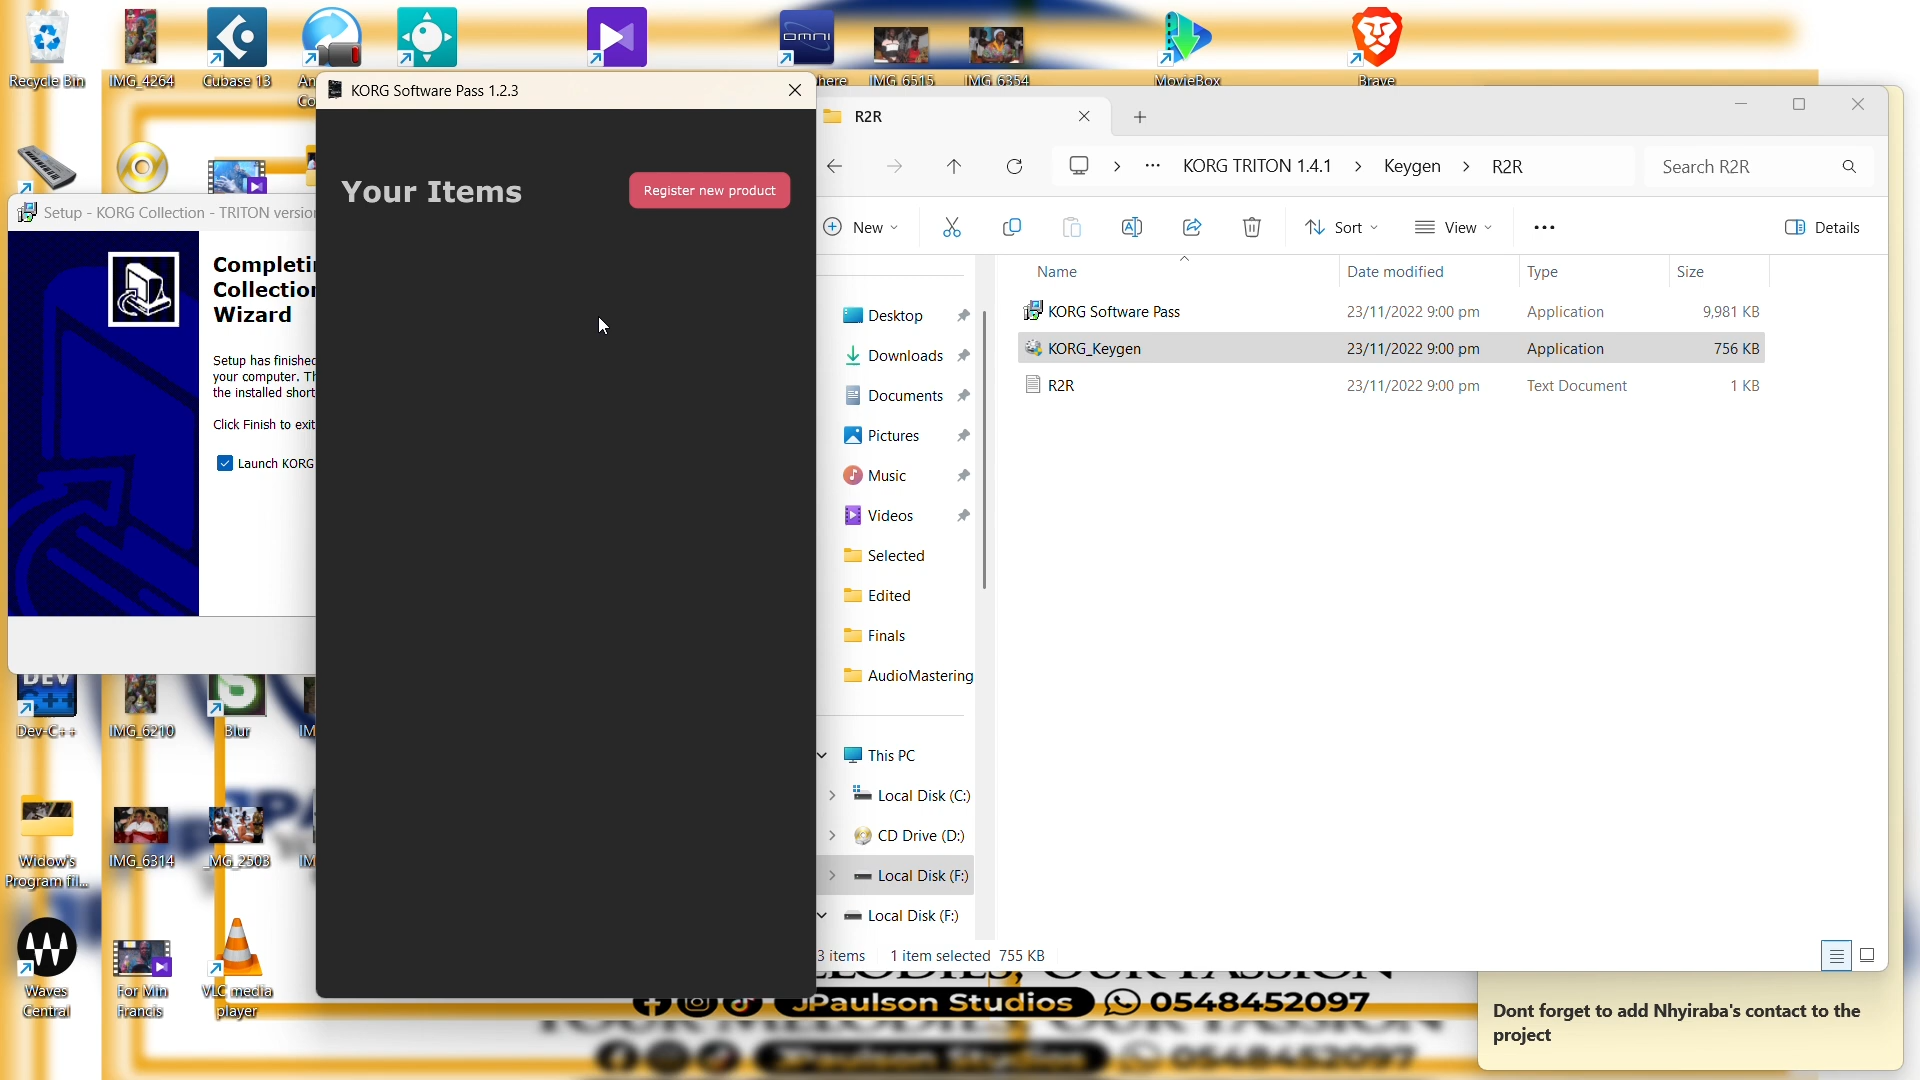 Recycle Bin
IMG_4264
Cubase 13
IMG_6515
IMG_6354
MovieBox
Brave
OMNI
KORG Software Pass 1.2.3
Your Items
Register new product
Setup - KORG Collection - TRITON versio
Completi
Collection
Wizard
Setup has finished
your computer. Th
the installed short
Click Finish to exit
Launch KORG
R2R
KORG TRITON 1.4.1
Keygen
R2R
Search R2R
New
Sort
View
Details
Name
Date modified
Type
Size
KORG Software Pass
23/11/2022 9:00 pm
Application
9,981 KB
KORG_Keygen
23/11/2022 9:00 pm
Application
756 KB
R2R
23/11/2022 9:00 pm
Text Document
1 KB
Desktop
Downloads
Documents
Pictures
Music
Videos
Selected
Edited
Finals
AudioMastering
This PC
Local Disk (C:)
CD Drive (D:)
Local Disk (F:)
Local Disk (F:)
3 items
1 item selected 755 KB
DEV
Dev-C++
IMG_6210
Blur
Widow's
Program fil...
IMG_6314
_MG_2503
Waves
Central
For Min
Francis
VLC media
player
JPaulson Studios
0548452097
JPaulson Studios
0548452097
Dont forget to add Nhyiraba's contact to the
project